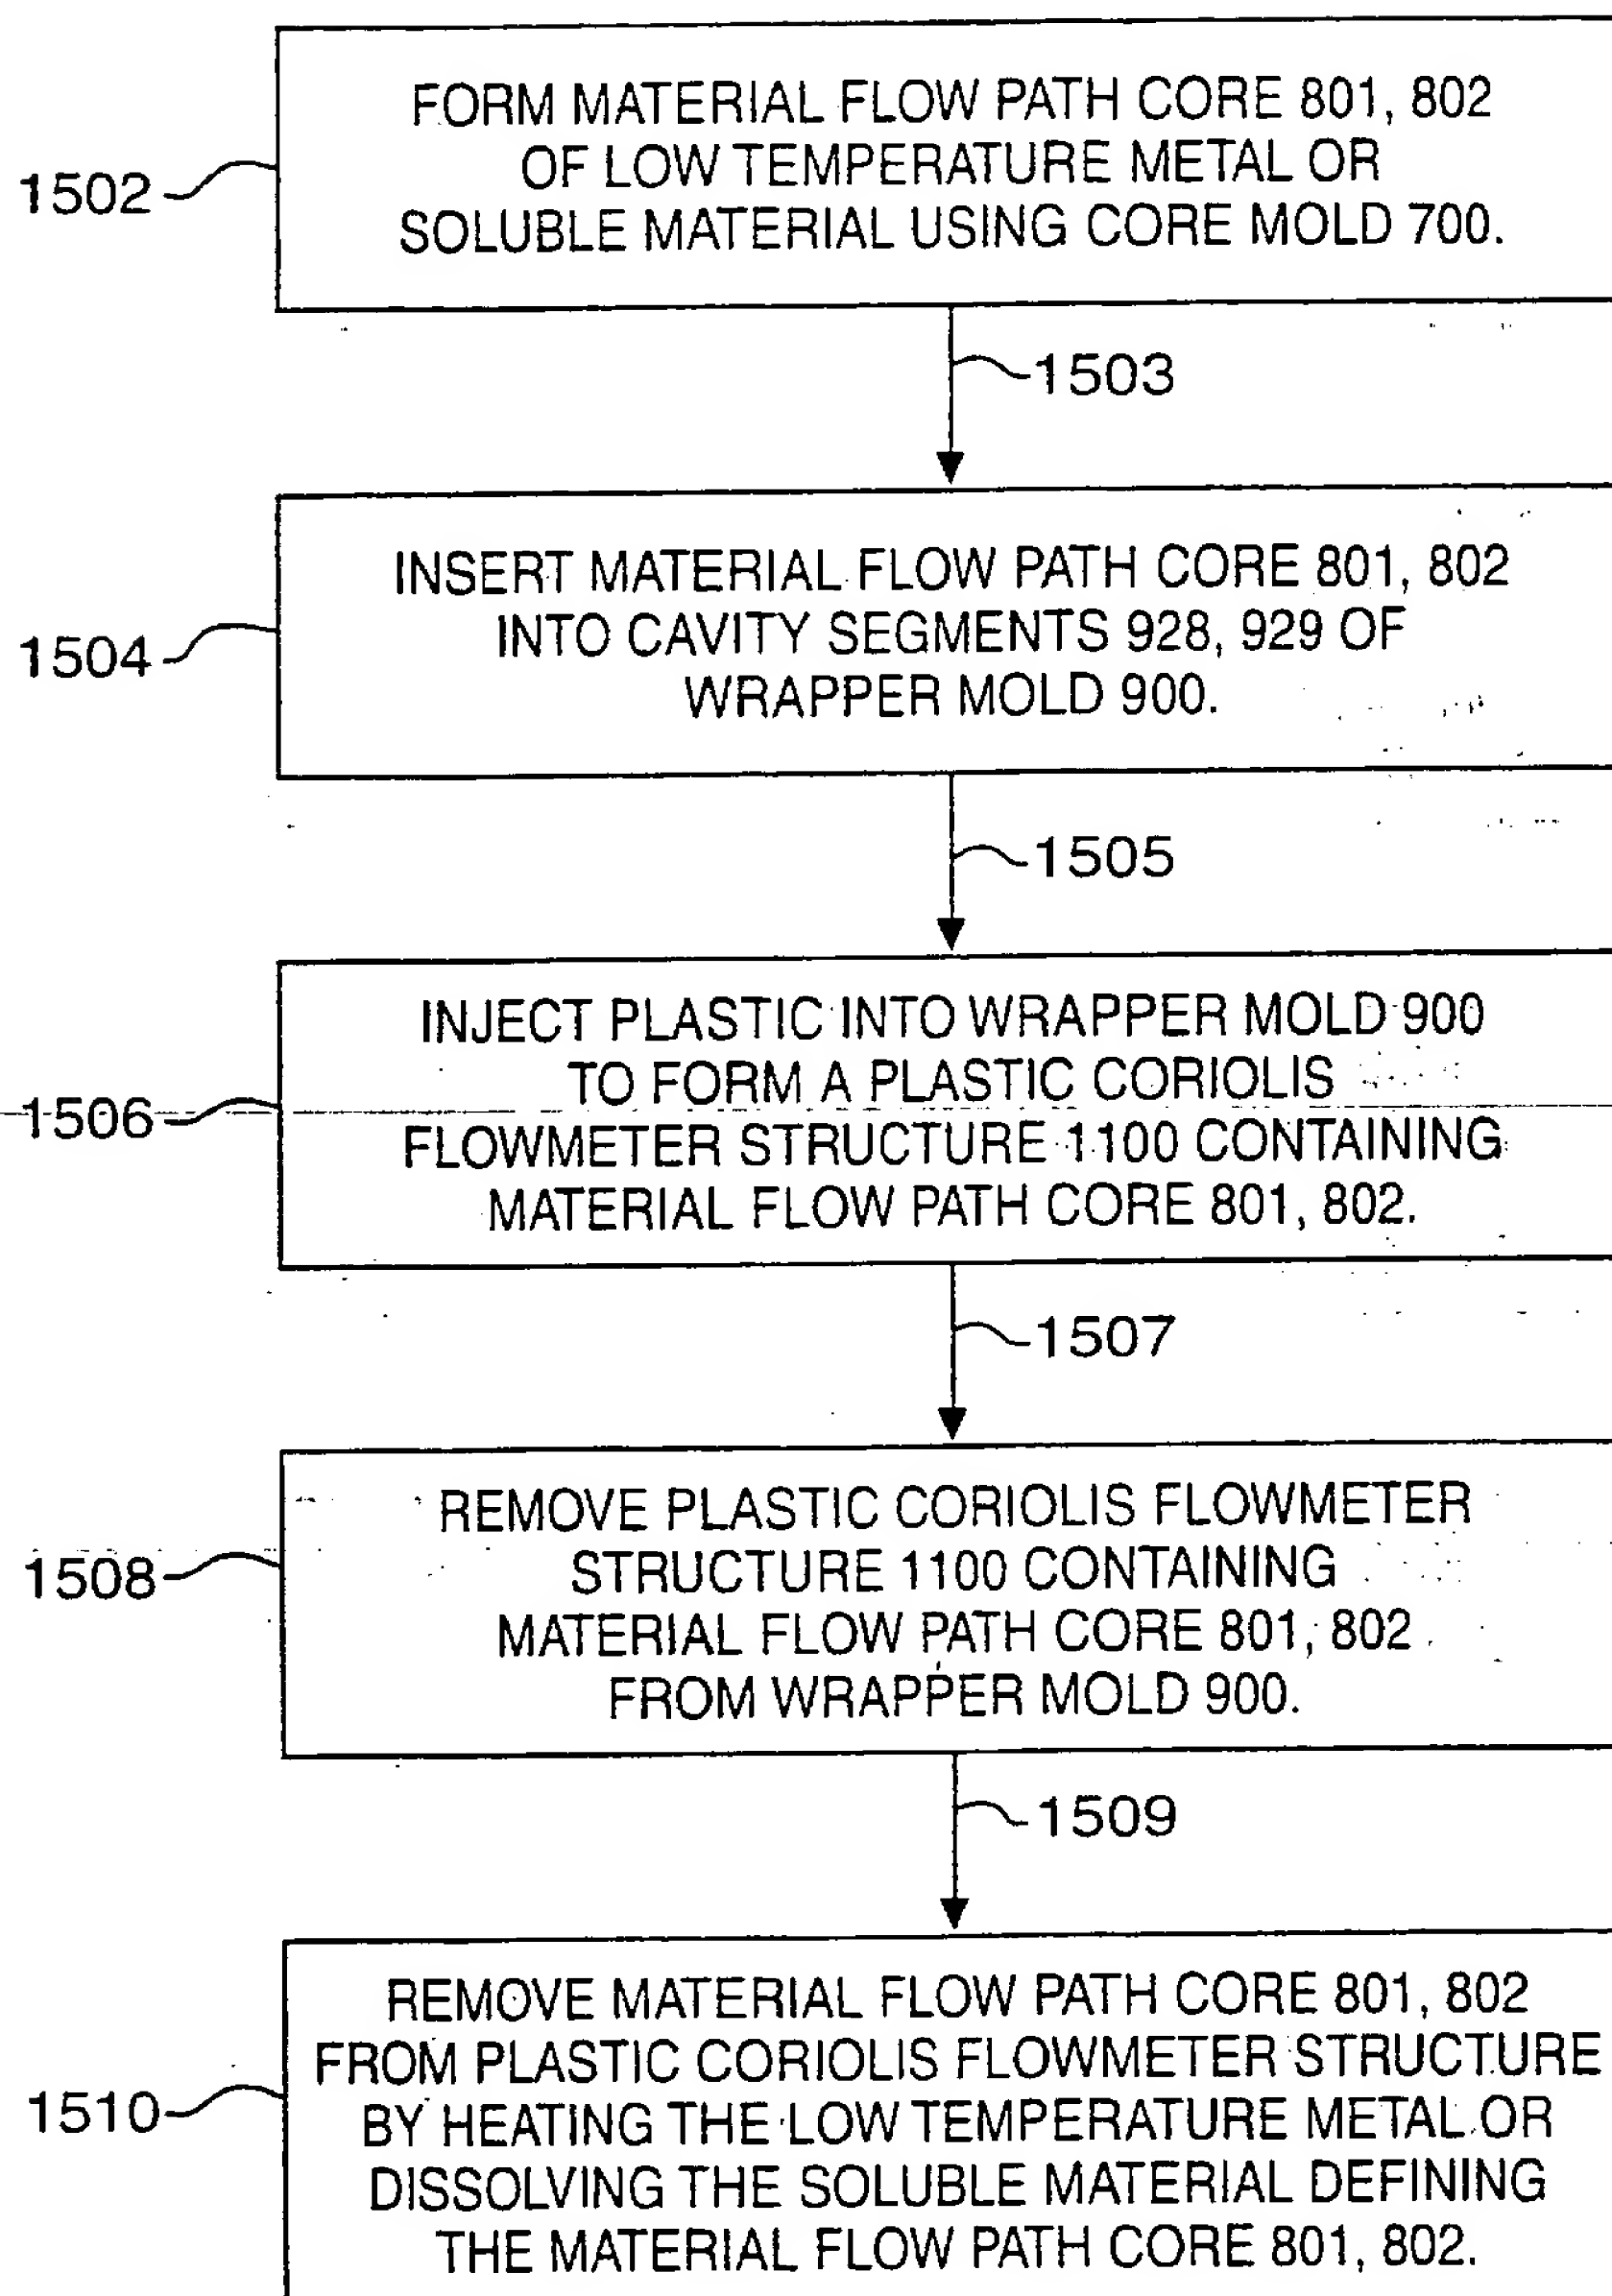 FORM MATERIAL FLOW PATH CORE 801, 802
OF LOW TEMPERATURE METAL OR
SOLUBLE MATERIAL USING CORE MOLD 700.
1502
1503
INSERT MATERIAL FLOW PATH CORE 801, 802
INTO CAVITY SEGMENTS 928, 929 OF
WRAPPER MOLD 900.
1504
1505
INJECT PLASTIC INTO WRAPPER MOLD 900
TO FORM A PLASTIC CORIOLIS
FLOWMETER STRUCTURE 1100 CONTAINING
MATERIAL FLOW PATH CORE 801, 802.
1506
1507
REMOVE PLASTIC CORIOLIS FLOWMETER
STRUCTURE 1100 CONTAINING
MATERIAL FLOW PATH CORE 801, 802
FROM WRAPPER MOLD 900.
1508
1509
REMOVE MATERIAL FLOW PATH CORE 801, 802
FROM PLASTIC CORIOLIS FLOWMETER STRUCTURE
BY HEATING THE LOW TEMPERATURE METAL OR
DISSOLVING THE SOLUBLE MATERIAL DEFINING
THE MATERIAL FLOW PATH CORE 801, 802.
1510